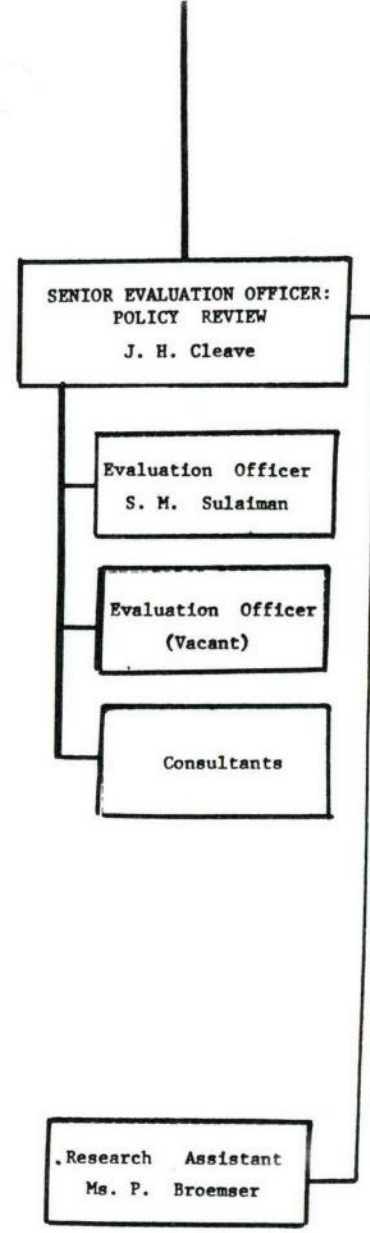 SENIOR EVALUATION OFFICER:
POLICY REVIEW
J. H. Cleave
Evaluation Officer
S. M. Sulaiman
Evaluation Officer
(Vacant)
Consultants
Research Assistant
Ms. P. Broemser